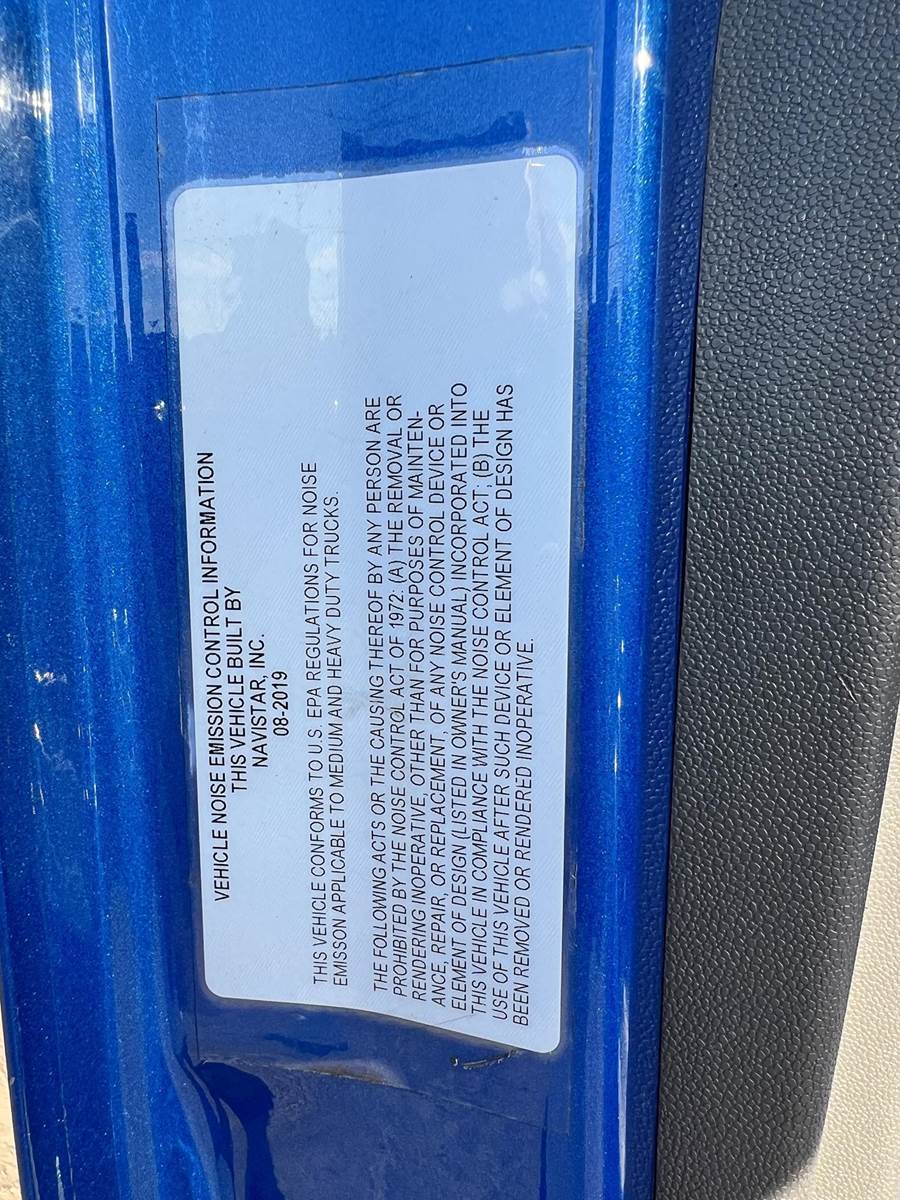 VEHICLE NOISE EMISSION CONTROL INFORMATION
THIS VEHICLE BUILT BY
NAVISTAR, INC.
08-2019
THIS VEHICLE CONFORMS TO U.S. EPA REGULATIONS FOR NOISE
EMISSON APPLICABLE TO MEDIUM AND HEAVY DUTY TRUCKS.
THE FOLLOWING ACTS OR THE CAUSING THEREOF BY ANY PERSON ARE
PROHIBITED BY THE NOISE CONTROL ACT OF 1972: (A) THE REMOVAL OR
RENDERING INOPERATIVE, OTHER THAN FOR PURPOSES OF MAINTEN-
ANCE, REPAIR, OR REPLACEMENT, OF ANY NOISE CONTROL DEVICE OR
ELEMENT OF DESIGN (LISTED IN OWNER'S MANUAL) INCORPORATED INTO
THIS VEHICLE IN COMPLIANCE WITH THE NOISE CONTROL ACT; (B) THE
USE OF THIS VEHICLE AFTER SUCH DEVICE OR ELEMENT OF DESIGN HAS
BEEN REMOVED OR RENDERED INOPERATIVE.